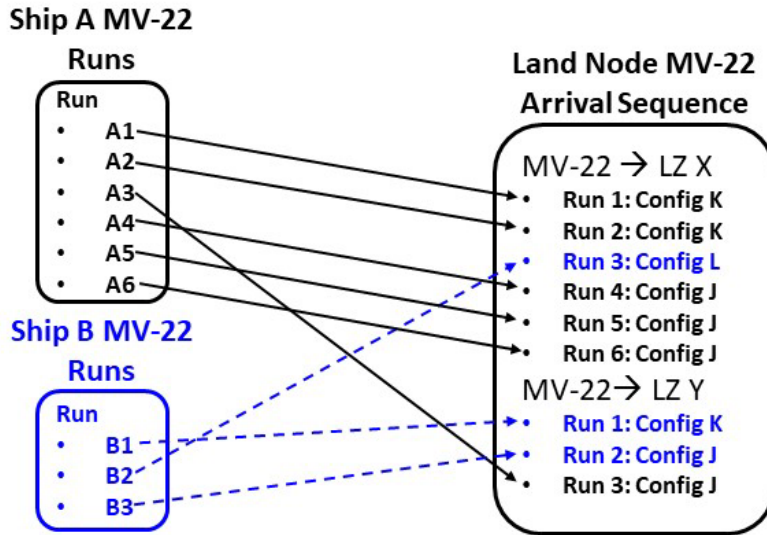 Ship A MV-22
Runs
Run
• A1
• A2
• A3
• A4
• A5
• A6
Ship B MV-22
Runs
Run
• B1
• B2
• B3
Land Node MV-22
Arrival Sequence
MV-22 → LZ X
• Run 1: Config K
• Run 2: Config K
• Run 3: Config L
• Run 4: Config J
• Run 5: Config J
• Run 6: Config J
MV-22→ LZ Y
• Run 1: Config K
• Run 2: Config J
• Run 3: Config J